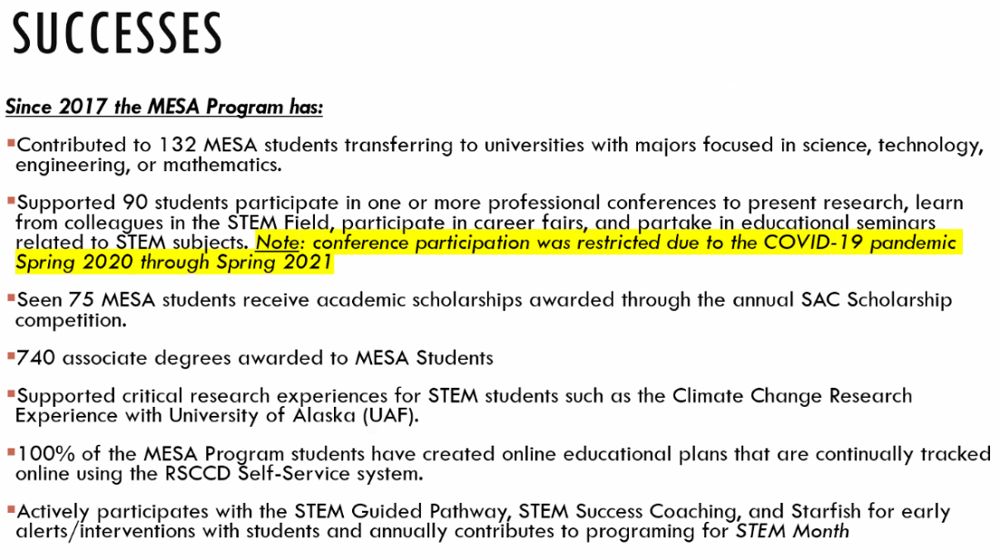 SUCCESSES
Since 2017 the MESA Program has:
▪Contributed to 132 MESA students transferring to universities with majors focused in science, technology,
engineering, or mathematics.
▪Supported 90 students participate in one or more professional conferences to present research, learn
from colleagues in the STEM Field, participate in career fairs, and partake in educational seminars
related to STEM subjects. Note: conference participation was restricted due to the COVID-19 pandemic
Spring 2020 through Spring 2021
▪Seen 75 MESA students receive academic scholarships awarded through the annual SAC Scholarship
competition.
▪740 associate degrees awarded to MESA Students
▪Supported critical research experiences for STEM students such as the Climate Change Research
Experience with University of Alaska (UAF).
▪100% of the MESA Program students have created online educational plans that are continually tracked
online using the RSCCD Self-Service system.
▪Actively participates with the STEM Guided Pathway, STEM Success Coaching, and Starfish for early
alerts/interventions with students and annually contributes to programing for STEM Month